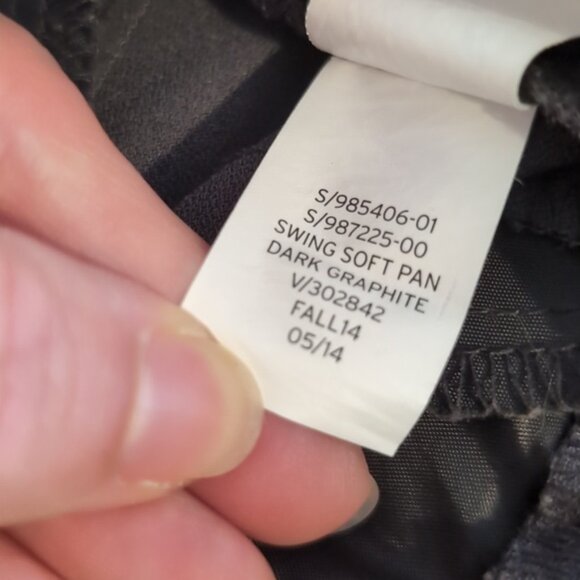 S/985406-01
S/987225-00
SWING SOFT PAN
DARK GRAPHITE
V/302842
FALL14
05/14